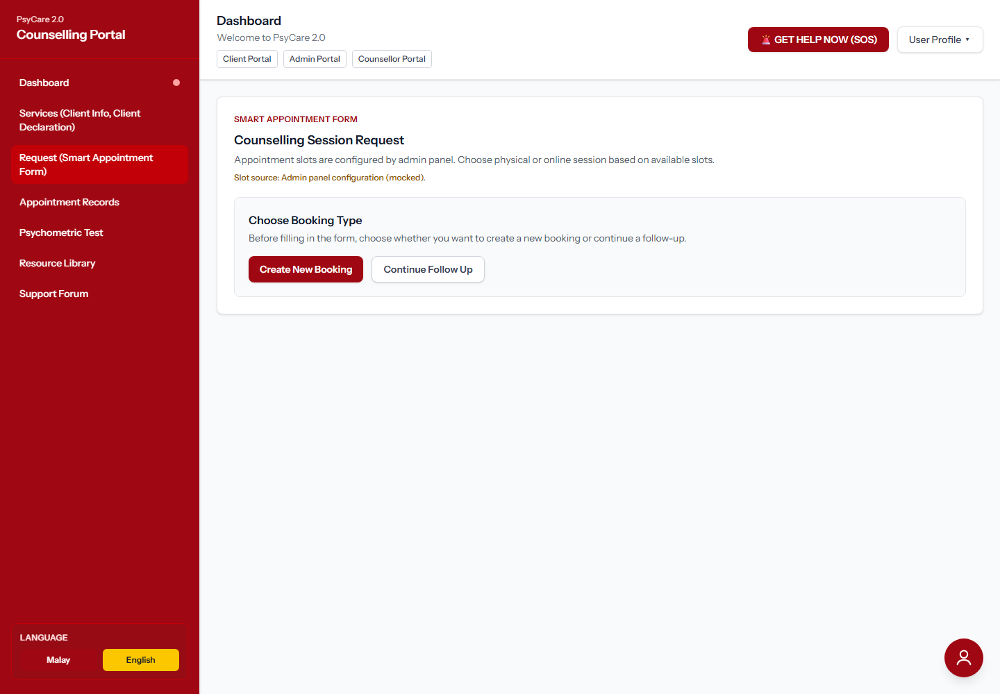 PsyCare 2.0
Counselling Portal
Dashboard
Services (Client Info, Client
Declaration)
Request (Smart Appointment
Form)
Appointment Records
Psychometric Test
Resource Library
Support Forum
LANGUAGE
Malay
English
Dashboard
Welcome to PsyCare 2.0
Client Portal
Admin Portal
Counsellor Portal
GET HELP NOW (SOS)
User Profile
SMART APPOINTMENT FORM
Counselling Session Request
Appointment slots are configured by admin panel. Choose physical or online session based on available slots.
Slot source: Admin panel configuration (mocked).
Choose Booking Type
Before filling in the form, choose whether you want to create a new booking or continue a follow-up.
Create New Booking
Continue Follow Up